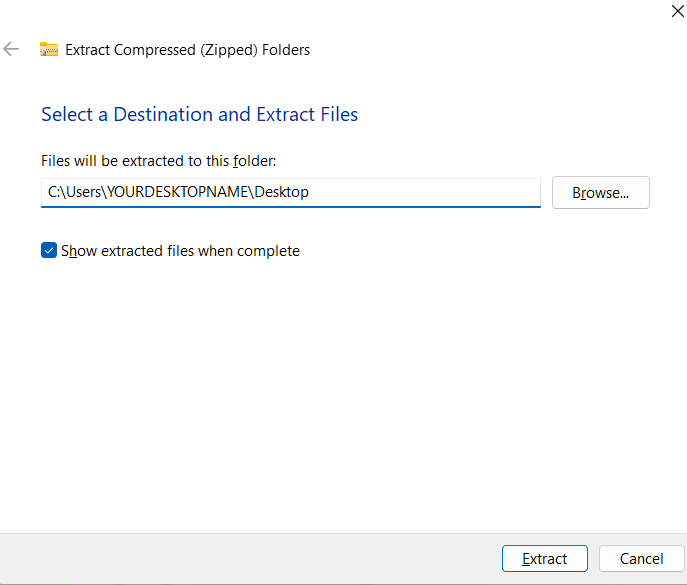 Extract Compressed (Zipped) Folders
Select a Destination and Extract Files
Files will be extracted to this folder:
C:\Users\YOURDESKTOPNAME\Desktop
Browse...
Show extracted files when complete
Extract
Cancel